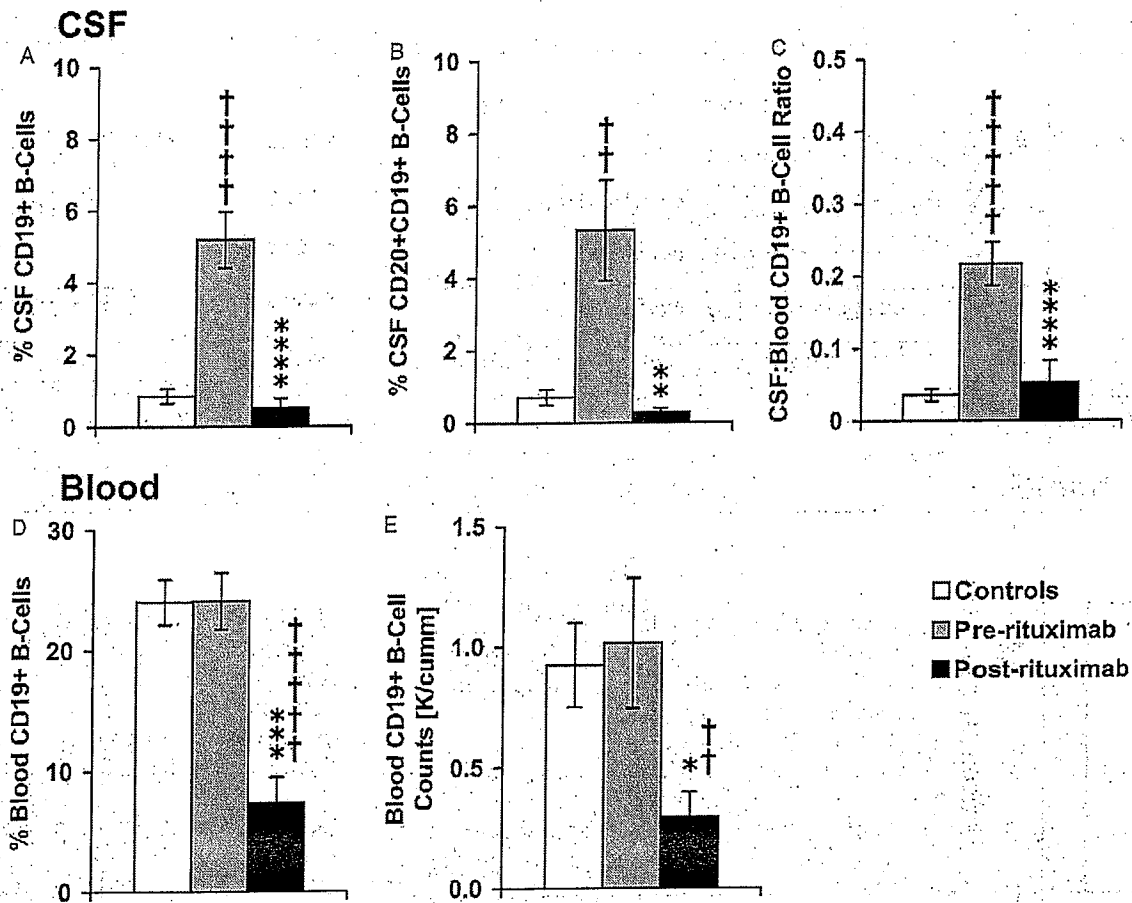 CSF
A
% CSF CD19+ B-Cells
10
8
6
4
2
0
††††
****
B
% CSF CD20+CD19+ B-Cells
10
8
6
4
2
0
††
**
C
CSF:Blood CD19+ B-Cell Ratio
0.5
0.4
0.3
0.2
0.1
0
†††††
****
Blood
D
% Blood CD19+ B-Cells
30
20
10
0
***
†††††
E
Blood CD19+ B-Cell
Counts [K/cumm]
1.5
1.0
0.5
0.0
*
††
Controls
Pre-rituximab
Post-rituximab